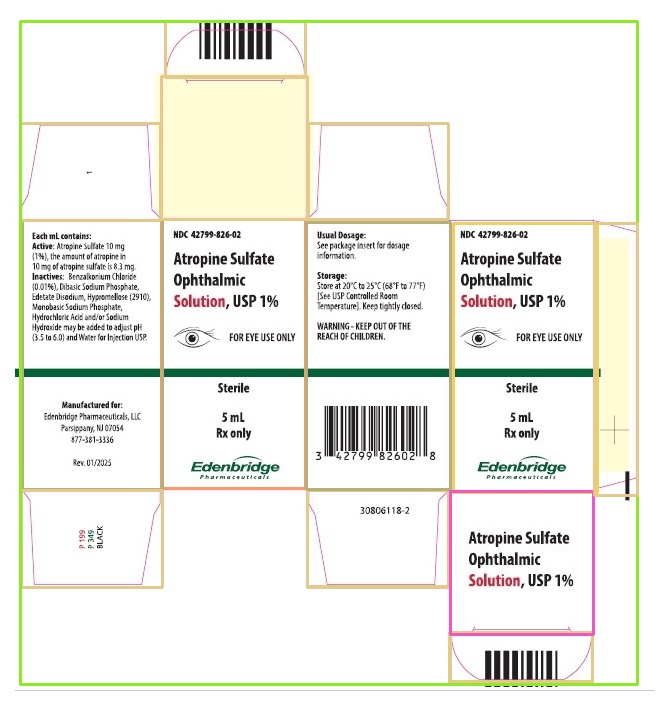 Each mL contains:
Active: Atropine Sulfate 10 mg
(1%), the amount of atropine in
10 mg of atropine sulfate is 8.3 mg.
Inactives: Benzalkonium Chloride
(0.01%), Dibasic Sodium Phosphate,
Edetate Disodium, Hypromellose (2910),
Monobasic Sodium Phosphate,
Hydrochloric Acid and/or Sodium
Hydroxide may be added to adjust pH
(3.5 to 6.0) and Water for Injection USP.
Manufactured for:
Edenbridge Pharmaceuticals, LLC
Parsippany, NJ 07054
877-381-3336
Rev. 01/2025
P 199
P 349
BLACK
NDC 42799-826-02
Atropine Sulfate
Ophthalmic
Solution, USP 1%
FOR EYE USE ONLY
Sterile
5 mL
Rx only
Edenbridge
Pharmaceuticals
Usual Dosage:
See package insert for dosage
information.
Storage:
Store at 20°C to 25°C (68°F to 77°F)
[See USP Controlled Room
Temperature]. Keep tightly closed.
WARNING - KEEP OUT OF THE
REACH OF CHILDREN.
3 42799 82602 8
30806118-2
NDC 42799-826-02
Atropine Sulfate
Ophthalmic
Solution, USP 1%
FOR EYE USE ONLY
Sterile
5 mL
Rx only
Edenbridge
Pharmaceuticals
Atropine Sulfate
Ophthalmic
Solution, USP 1%